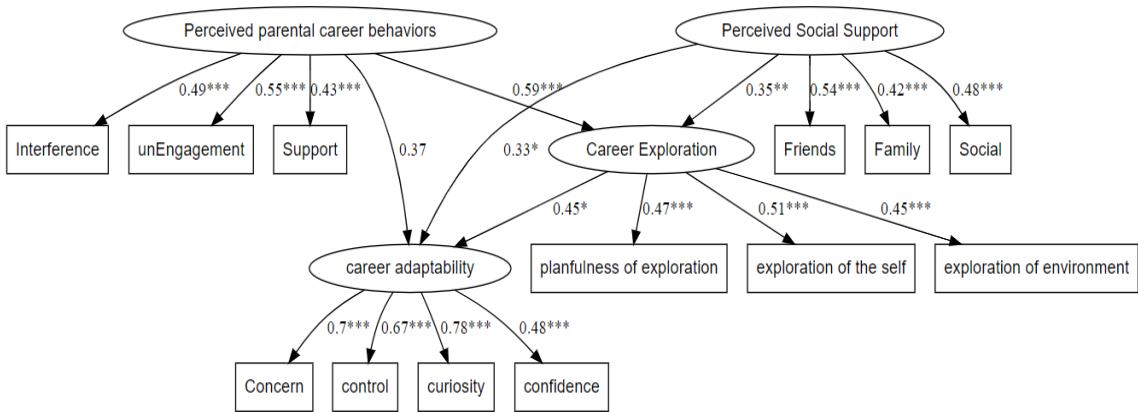 Perceived parental career behaviors
Perceived Social Support
0.49***
0.55***
0.43***
0.59***
0.35**
0.54***
0.42***
0.48***
Interference
unEngagement
Support
0.37
0.33*
Career Exploration
Friends
Family
Social
0.45*
0.47***
0.51***
0.45***
career adaptability
planfulness of exploration
exploration of the self
exploration of environment
0.7***
0.67***
0.78***
0.48***
Concern
control
curiosity
confidence